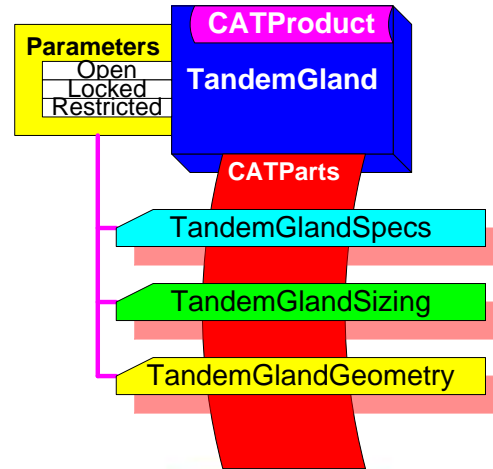 CATProduct
Parameters
Open
Locked
Restricted
TandemGland
CATParts
TandemGlandSpecs
TandemGlandSizing
TandemGlandGeometry